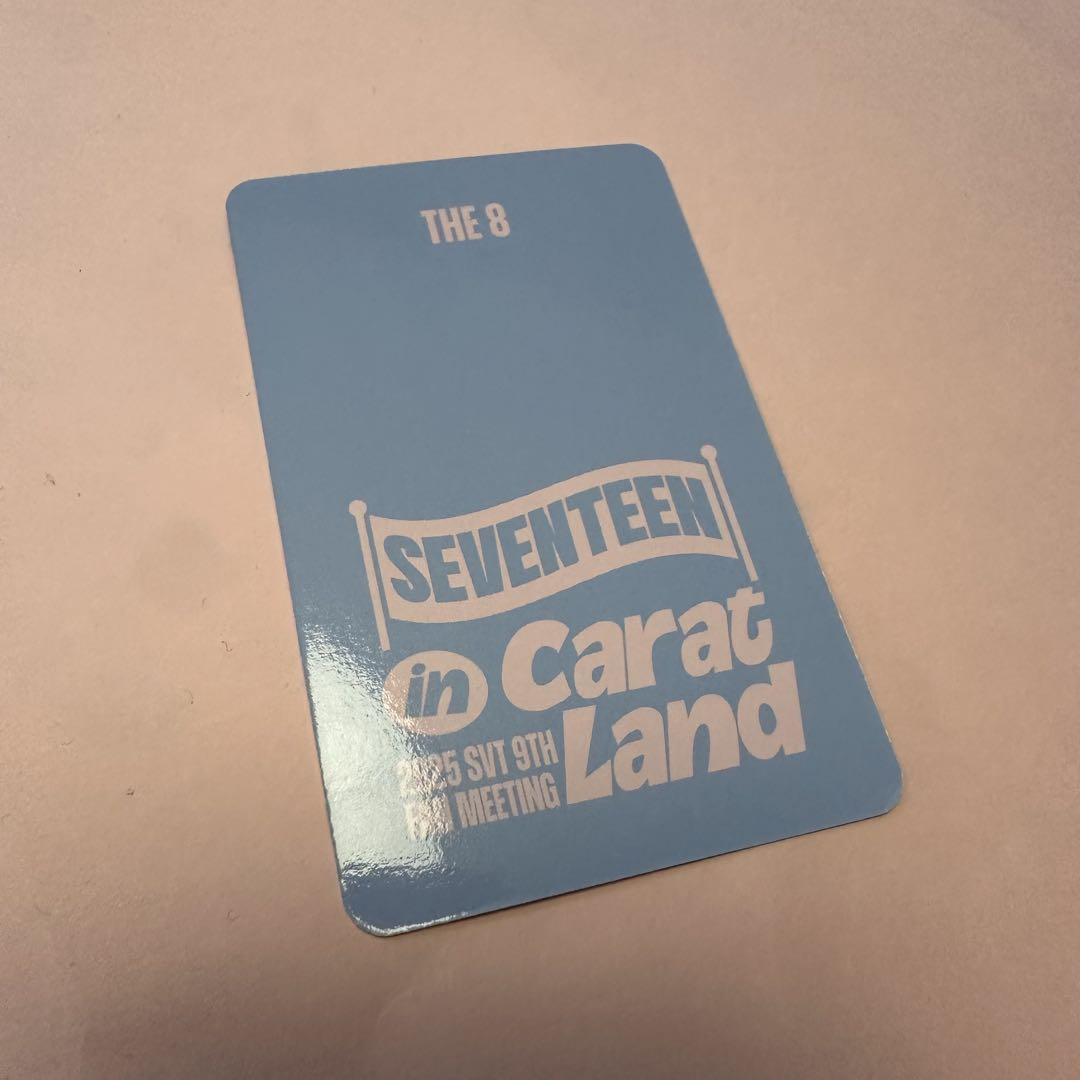 THE 8
SEVENTEEN
in Carat
Land
2025 SVT 9TH
FAN MEETING